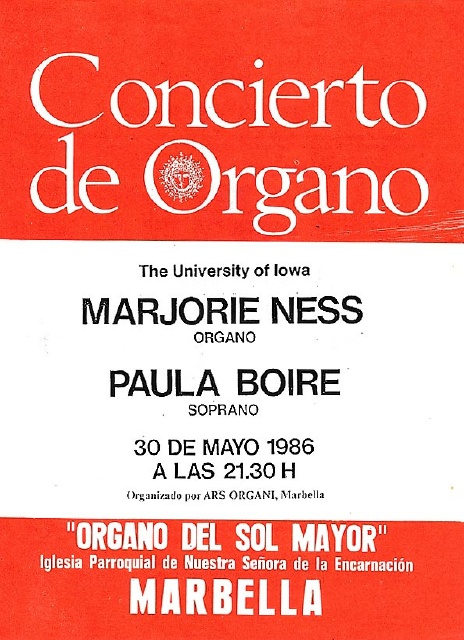 Concierto
de Organo
The University of Iowa
MARJORIE NESS
ORGANO
PAULA BOIRE
SOPRANO
30 DE MAYO 1986
A LAS 21.30 H
Organizado por ARS ORGANI, Marbella
"ORGANO DEL SOL MAYOR"
Iglesia Parroquial de Nuestra Señora de la Encarnación
MARBELLA